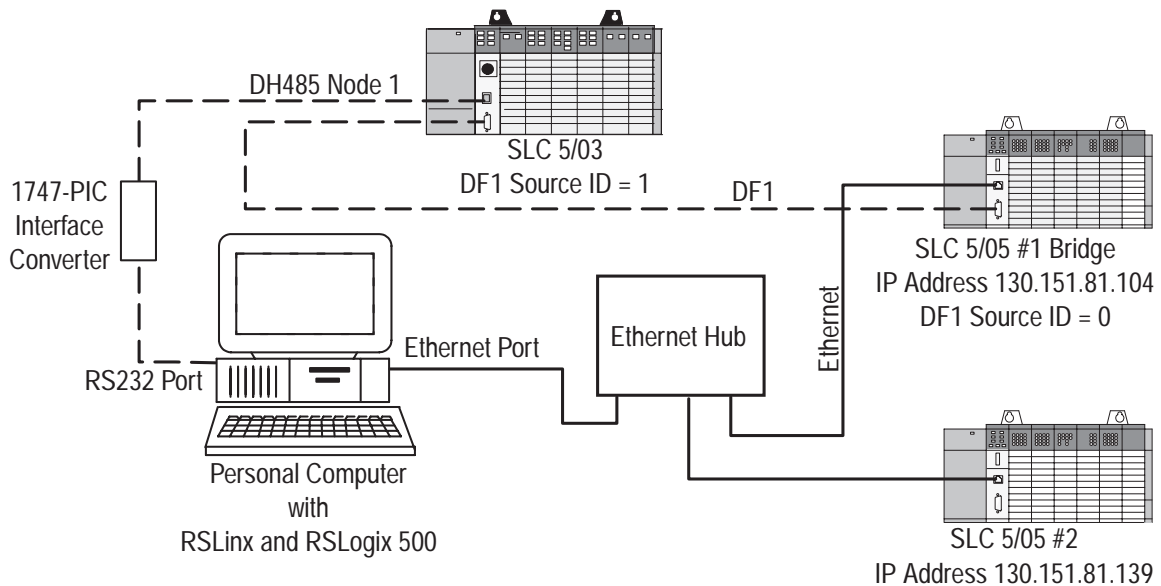 DH485 Node 1
SLC 5/03
DF1 Source ID = 1
DF1
1747-PIC
Interface
Converter
SLC 5/05 #1 Bridge
IP Address 130.151.81.104
DF1 Source ID = 0
Ethernet
Ethernet Hub
Ethernet Port
RS232 Port
Personal Computer
with
RSLinx and RSLogix 500
SLC 5/05 #2
IP Address 130.151.81.139